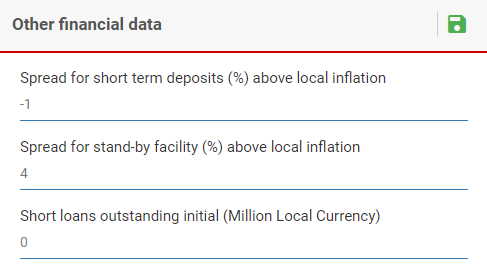 Other financial data
Spread for short term deposits (%) above local inflation
-1
Spread for stand-by facility (%) above local inflation
4
Short loans outstanding initial (Million Local Currency)
0